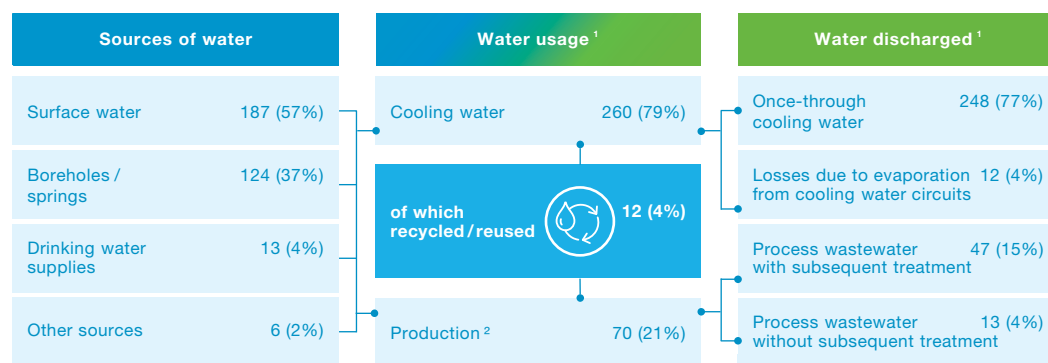 Sources of water
Surface water 187 (57%)
Boreholes / 124 (37%)
springs
Drinking water 13 (4%)
supplies
Other sources 6 (2%)
Water usage ¹
Cooling water 260 (79%)
of which
recycled / reused 12 (4%)
Production ² 70 (21%)
Water discharged ¹
Once-through 248 (77%)
cooling water
Losses due to evaporation 12 (4%)
from cooling water circuits
Process wastewater 47 (15%)
with subsequent treatment
Process wastewater 13 (4%)
without subsequent treatment